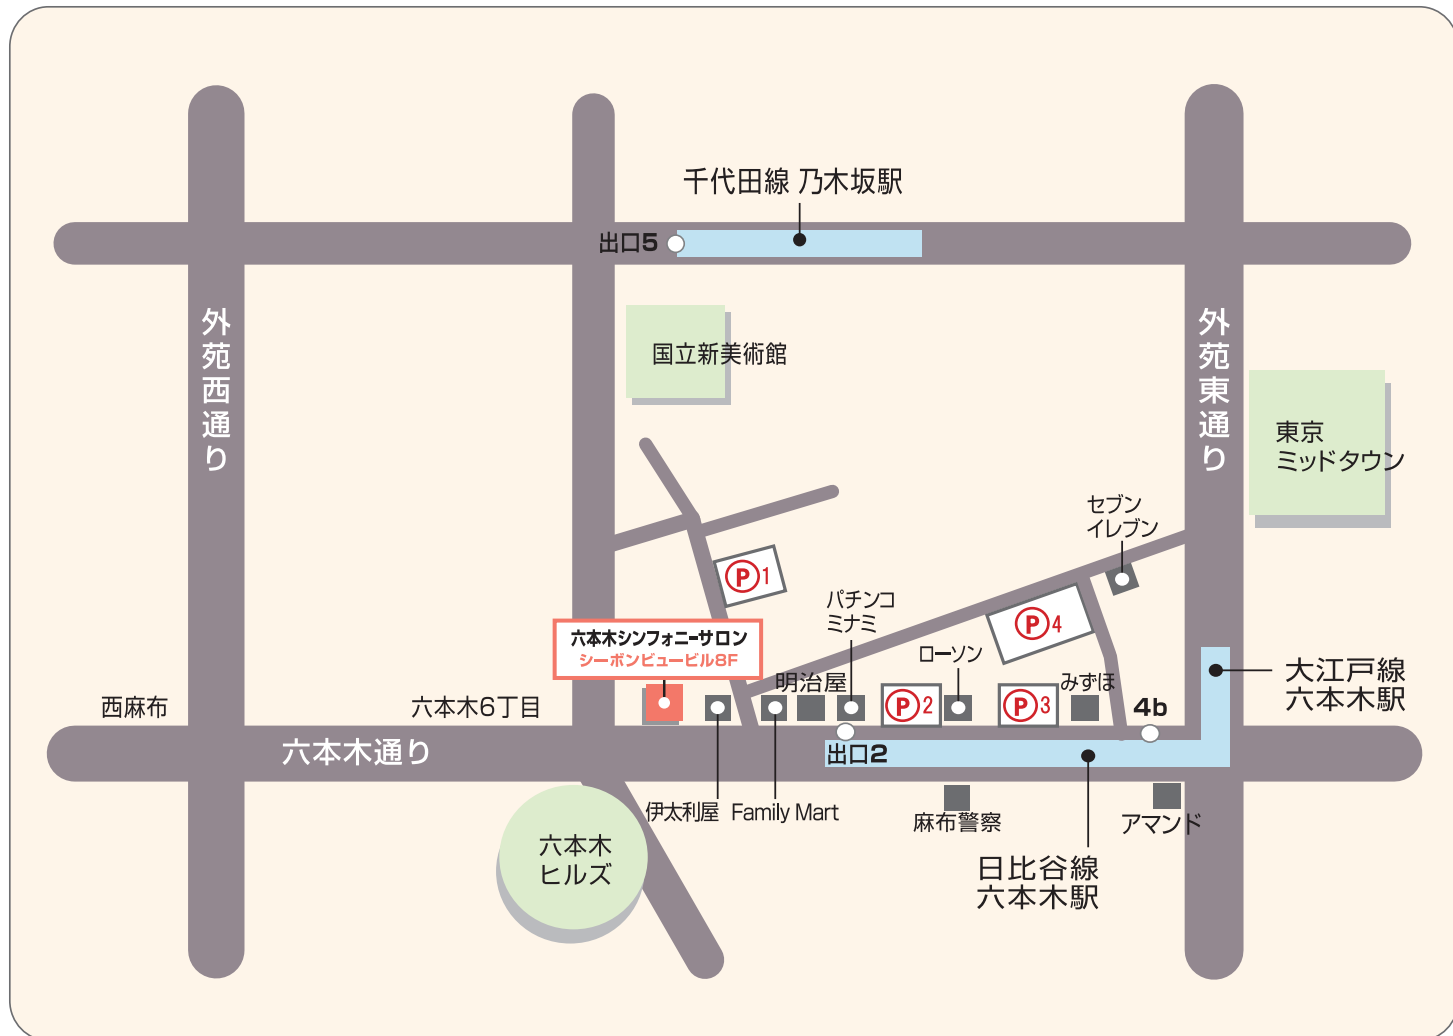 千代田線 乃木坂駅
出口5
外苑西通り
外苑東通り
国立新美術館
東京
ミッドタウン
セブン
イレブン
P1
パチンコ
ミナミ
P4
六本木シンフォニーサロン
シーボンビュービル8F
ローソン
明治屋
みずほ
大江戸線
六本木駅
西麻布
六本木6丁目
P2
P3
4b
六本木通り
出口2
伊太利屋
Family Mart
麻布警察
アマンド
六本木
ヒルズ
日比谷線
六本木駅